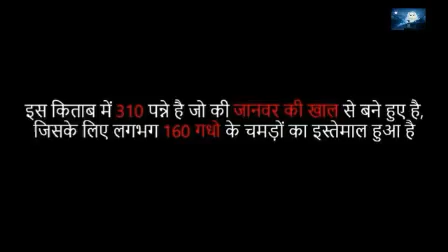 इस किताब में 310 पन्ने है जो की जानवर की खाल से बने हुए है,
जिसके लिए लगभग 160 गधो के चमड़ों का इस्तेमाल हुआ है